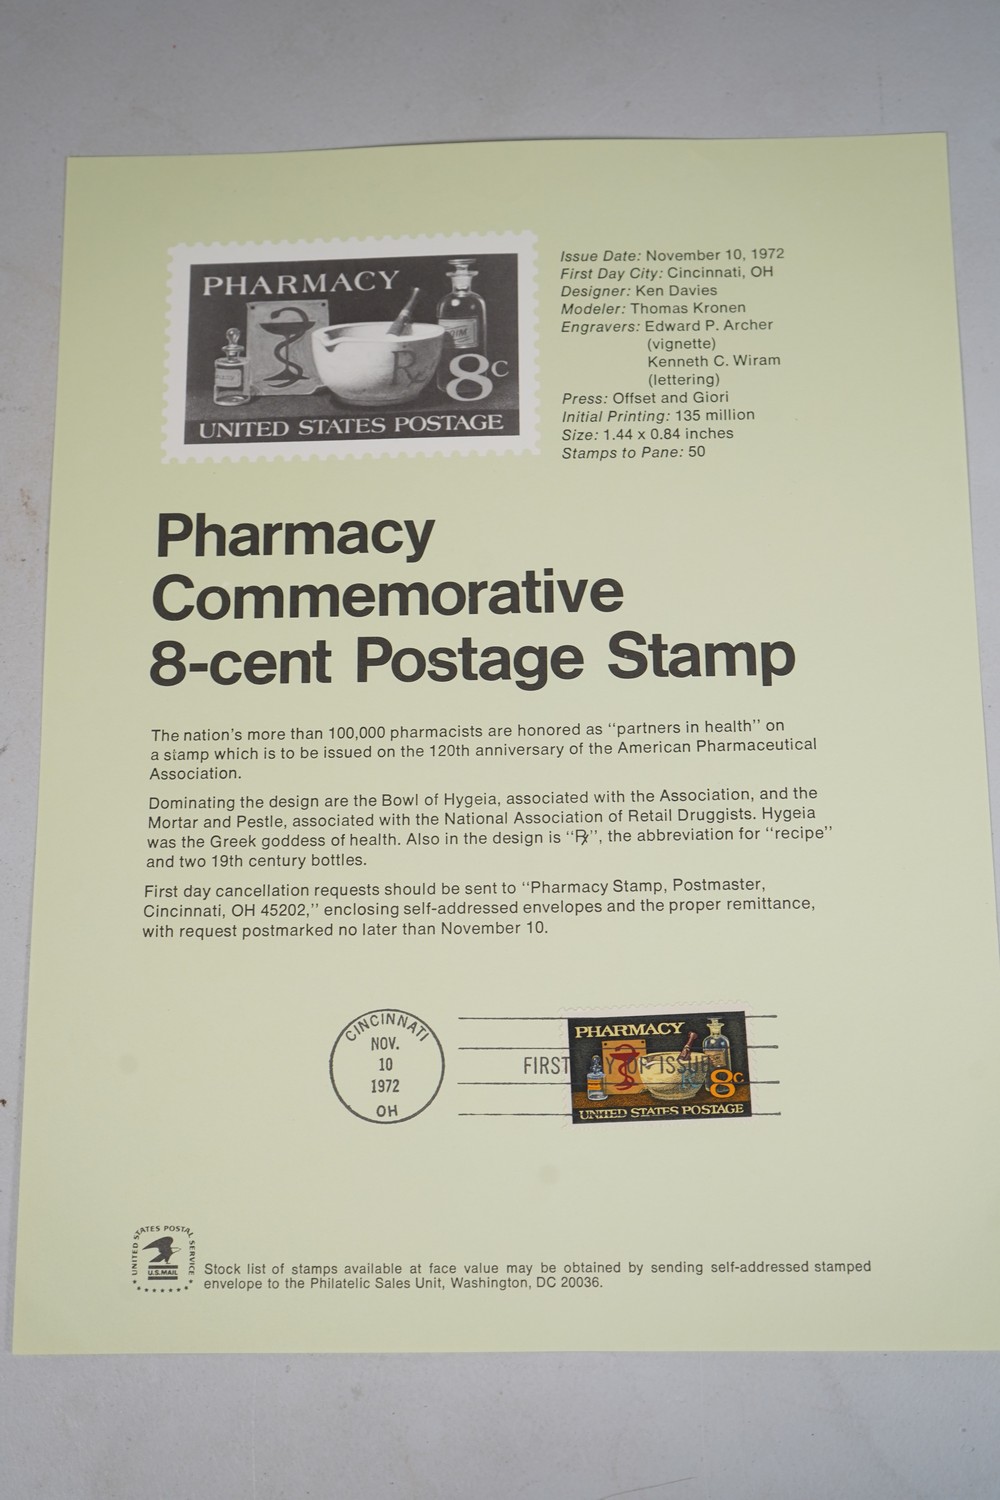 PHARMACY
8c
UNITED STATES POSTAGE
Issue Date: November 10, 1972
First Day City: Cincinnati, OH
Designer: Ken Davies
Modeler: Thomas Kronen
Engravers: Edward P. Archer
(vignette)
Kenneth C. Wiram
(lettering)
Press: Offset and Giori
Initial Printing: 135 million
Size: 1.44 x 0.84 inches
Stamps to Pane: 50
Pharmacy
Commemorative
8-cent Postage Stamp
The nation's more than 100,000 pharmacists are honored as "partners in health" on
a stamp which is to be issued on the 120th anniversary of the American Pharmaceutical
Association.
Dominating the design are the Bowl of Hygeia, associated with the Association, and the
Mortar and Pestle, associated with the National Association of Retail Druggists. Hygeia
was the Greek goddess of health. Also in the design is "℞", the abbreviation for "recipe"
and two 19th century bottles.
First day cancellation requests should be sent to "Pharmacy Stamp, Postmaster,
Cincinnati, OH 45202," enclosing self-addressed envelopes and the proper remittance,
with request postmarked no later than November 10.
CINCINNATI
NOV.
10
1972
OH
FIRST DAY OF ISSUE
PHARMACY
8c
UNITED STATES POSTAGE
UNITED STATES POSTAL SERVICE
U.S.MAIL
Stock list of stamps available at face value may be obtained by sending self-addressed stamped
envelope to the Philatelic Sales Unit, Washington, DC 20036.